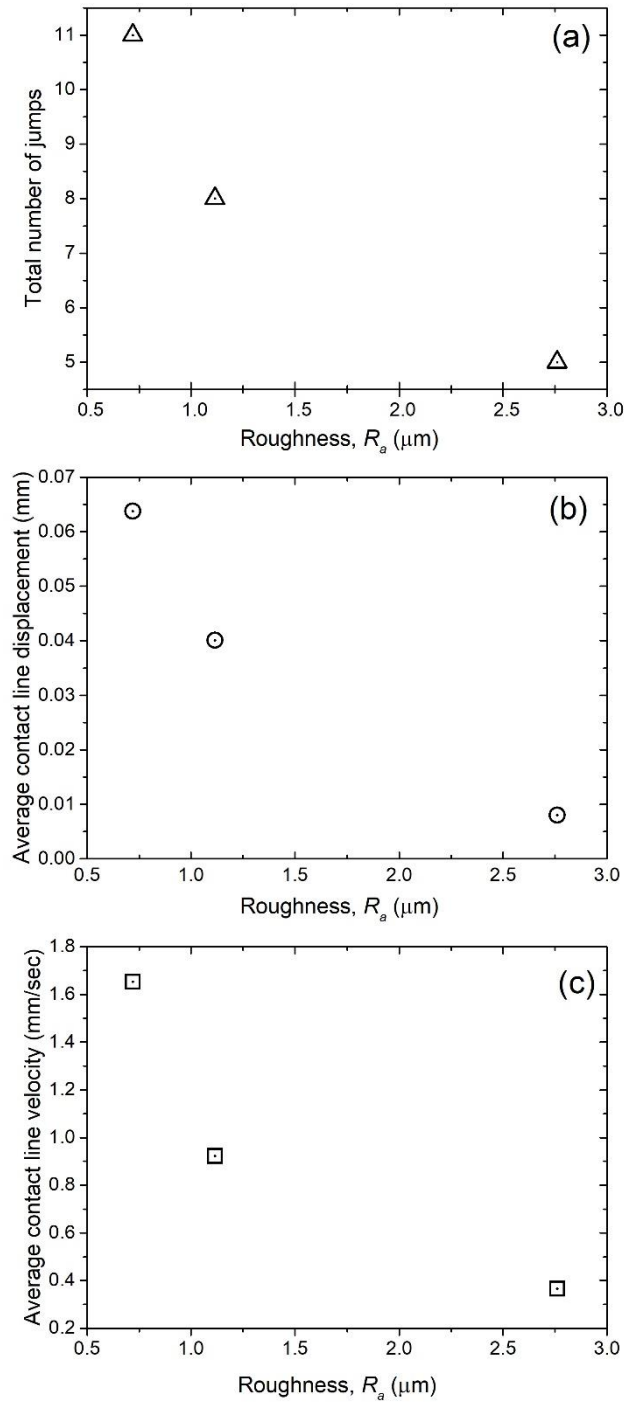 (a)
Total number of jumps
11
10
9
8
7
6
5
0.5 1.0 1.5 2.0 2.5 3.0
Roughness, Rₐ (μm)
(b)
Average contact line displacement (mm)
0.07
0.06
0.05
0.04
0.03
0.02
0.01
0.00
0.5 1.0 1.5 2.0 2.5 3.0
Roughness, Rₐ (μm)
(c)
Average contact line velocity (mm/sec)
1.8
1.6
1.4
1.2
1.0
0.8
0.6
0.4
0.2
0.5 1.0 1.5 2.0 2.5 3.0
Roughness, Rₐ (μm)